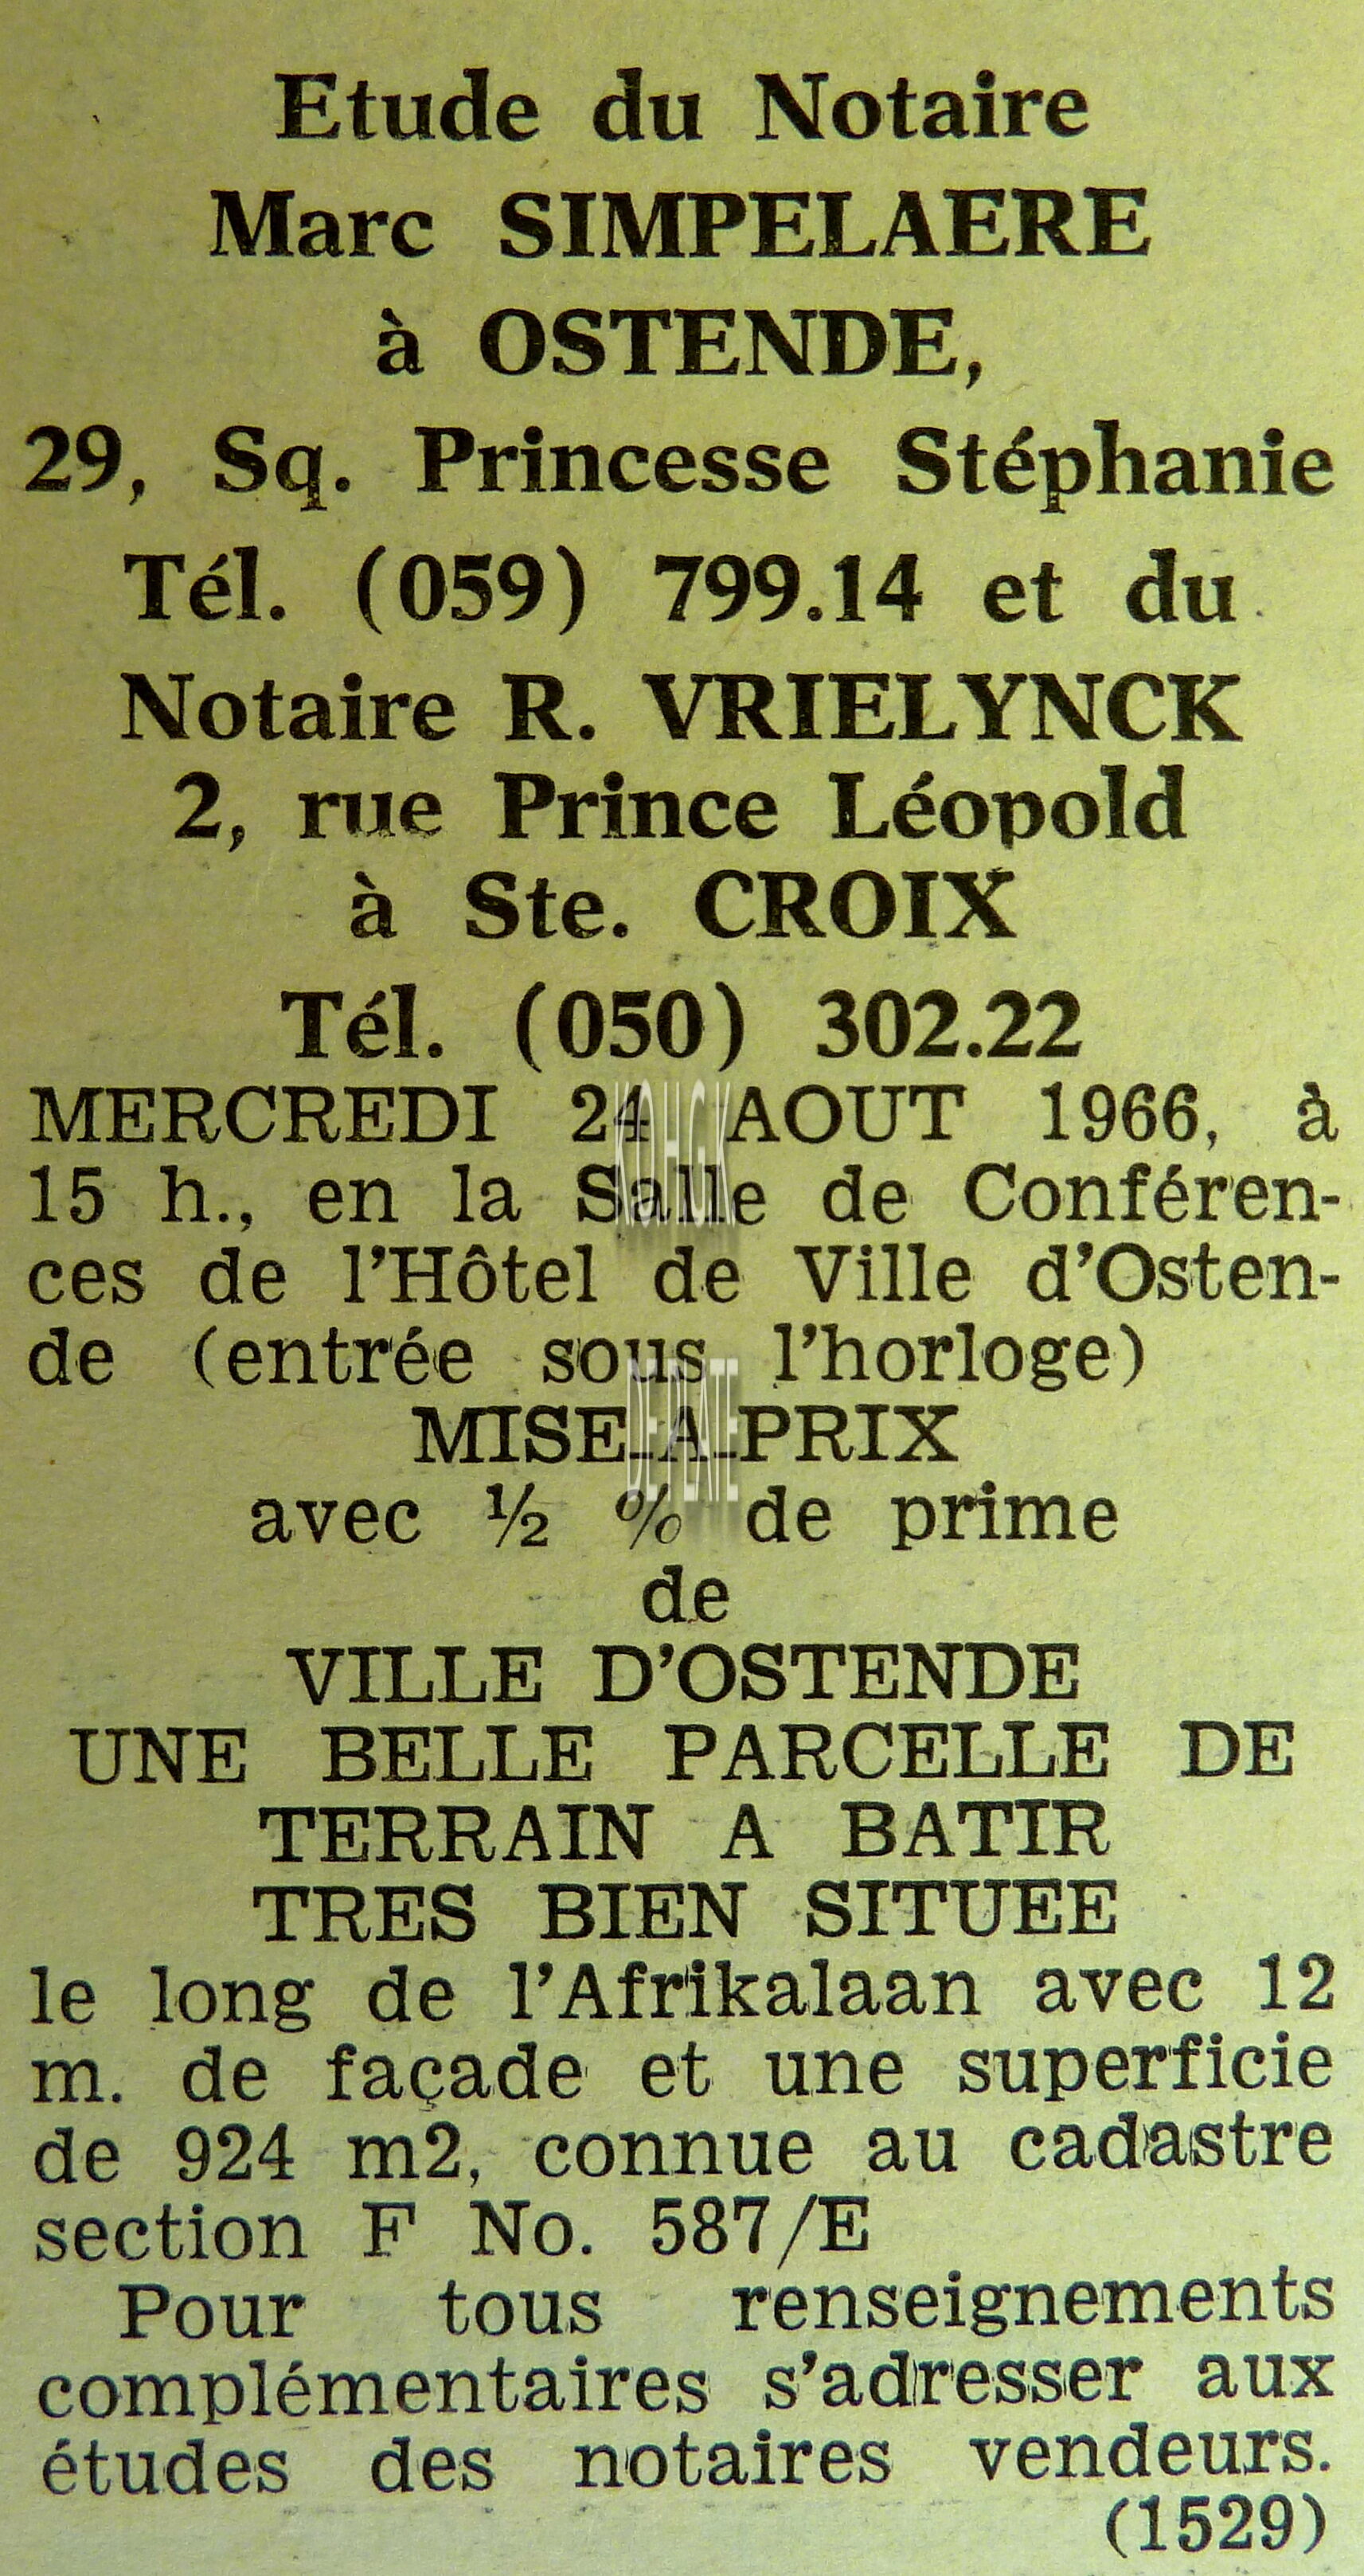 Etude du Notaire
Marc SIMPELAERE
à OSTENDE,
29, Sq. Princesse Stéphanie
Tél. (059) 799.14 et du
Notaire R. VRIELYNCK
2, rue Prince Léopold
à Ste. CROIX
Tél. (050) 302.22
MERCREDI 24 AOUT 1966, à
15 h., en la Salle de Conféren-
ces de l'Hôtel de Ville d'Osten-
de (entrée sous l'horloge)
MISE-A-PRIX
avec ½ % de prime
de
VILLE D'OSTENDE
UNE BELLE PARCELLE DE
TERRAIN A BATIR
TRES BIEN SITUEE
le long de l'Afrikalaan avec 12
m. de façade et une superficie
de 924 m2, connue au cadastre
section F No. 587/E
Pour tous renseignements
complémentaires s'adresser aux
études des notaires vendeurs.
(1529)
KOHGK
DE PLATE